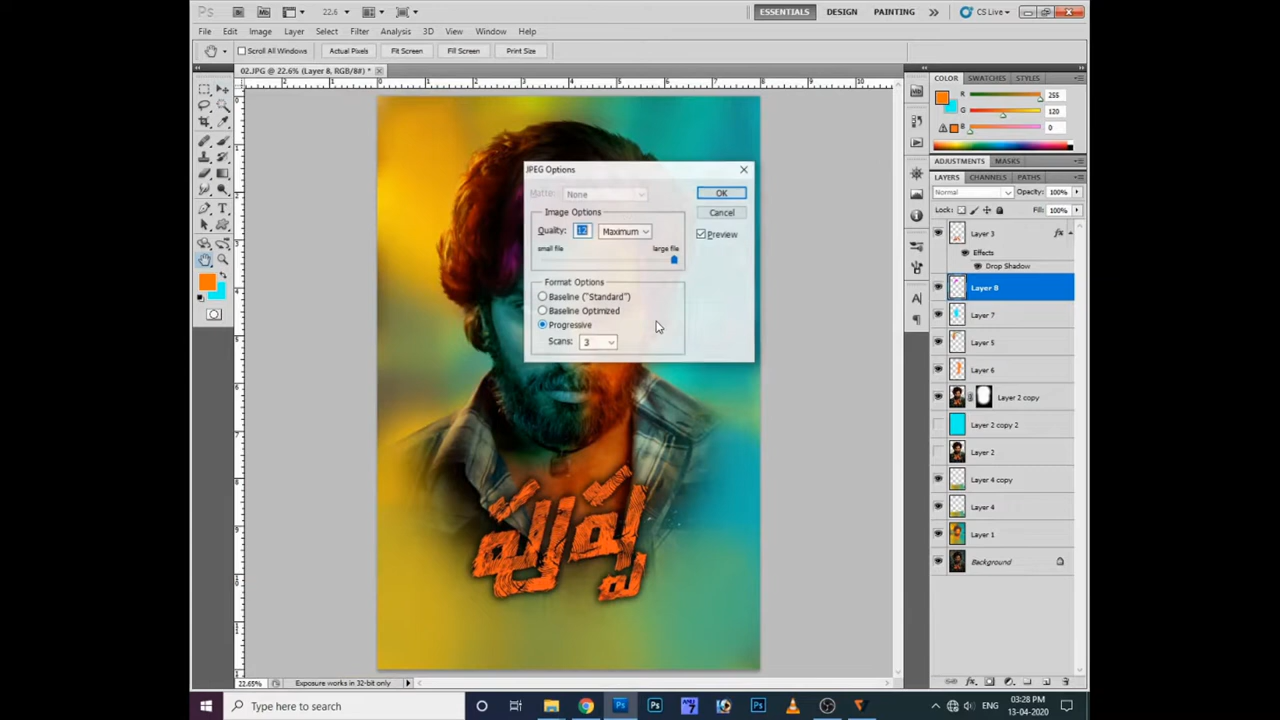 Ps
22.6
ESSENTIALS
DESIGN
PAINTING
CS Live
File Edit Image Layer Select Filter Analysis 3D View Window Help
Scroll All Windows
Actual Pixels
Fit Screen
Fill Screen
Print Size
02.JPG @ 22.6% (Layer 8, RGB/8#) *
JPEG Options
Matte: None
OK
Image Options
Cancel
Quality: 12 Maximum
Preview
small file large file
Format Options
Baseline ("Standard")
Baseline Optimized
Progressive
Scans: 3
COLOR SWATCHES STYLES
R 255
G 120
B 0
ADJUSTMENTS MASKS
LAYERS CHANNELS PATHS
Normal Opacity: 100%
Lock: Fill: 100%
Layer 3 fx
Effects
Drop Shadow
Layer 8
Layer 7
Layer 5
Layer 6
Layer 2 copy
Layer 2 copy 2
Layer 2
Layer 4 copy
Layer 4
Layer 1
Background
22.65% Exposure works in 32-bit only
Type here to search
ENG
03:28 PM
13-04-2020